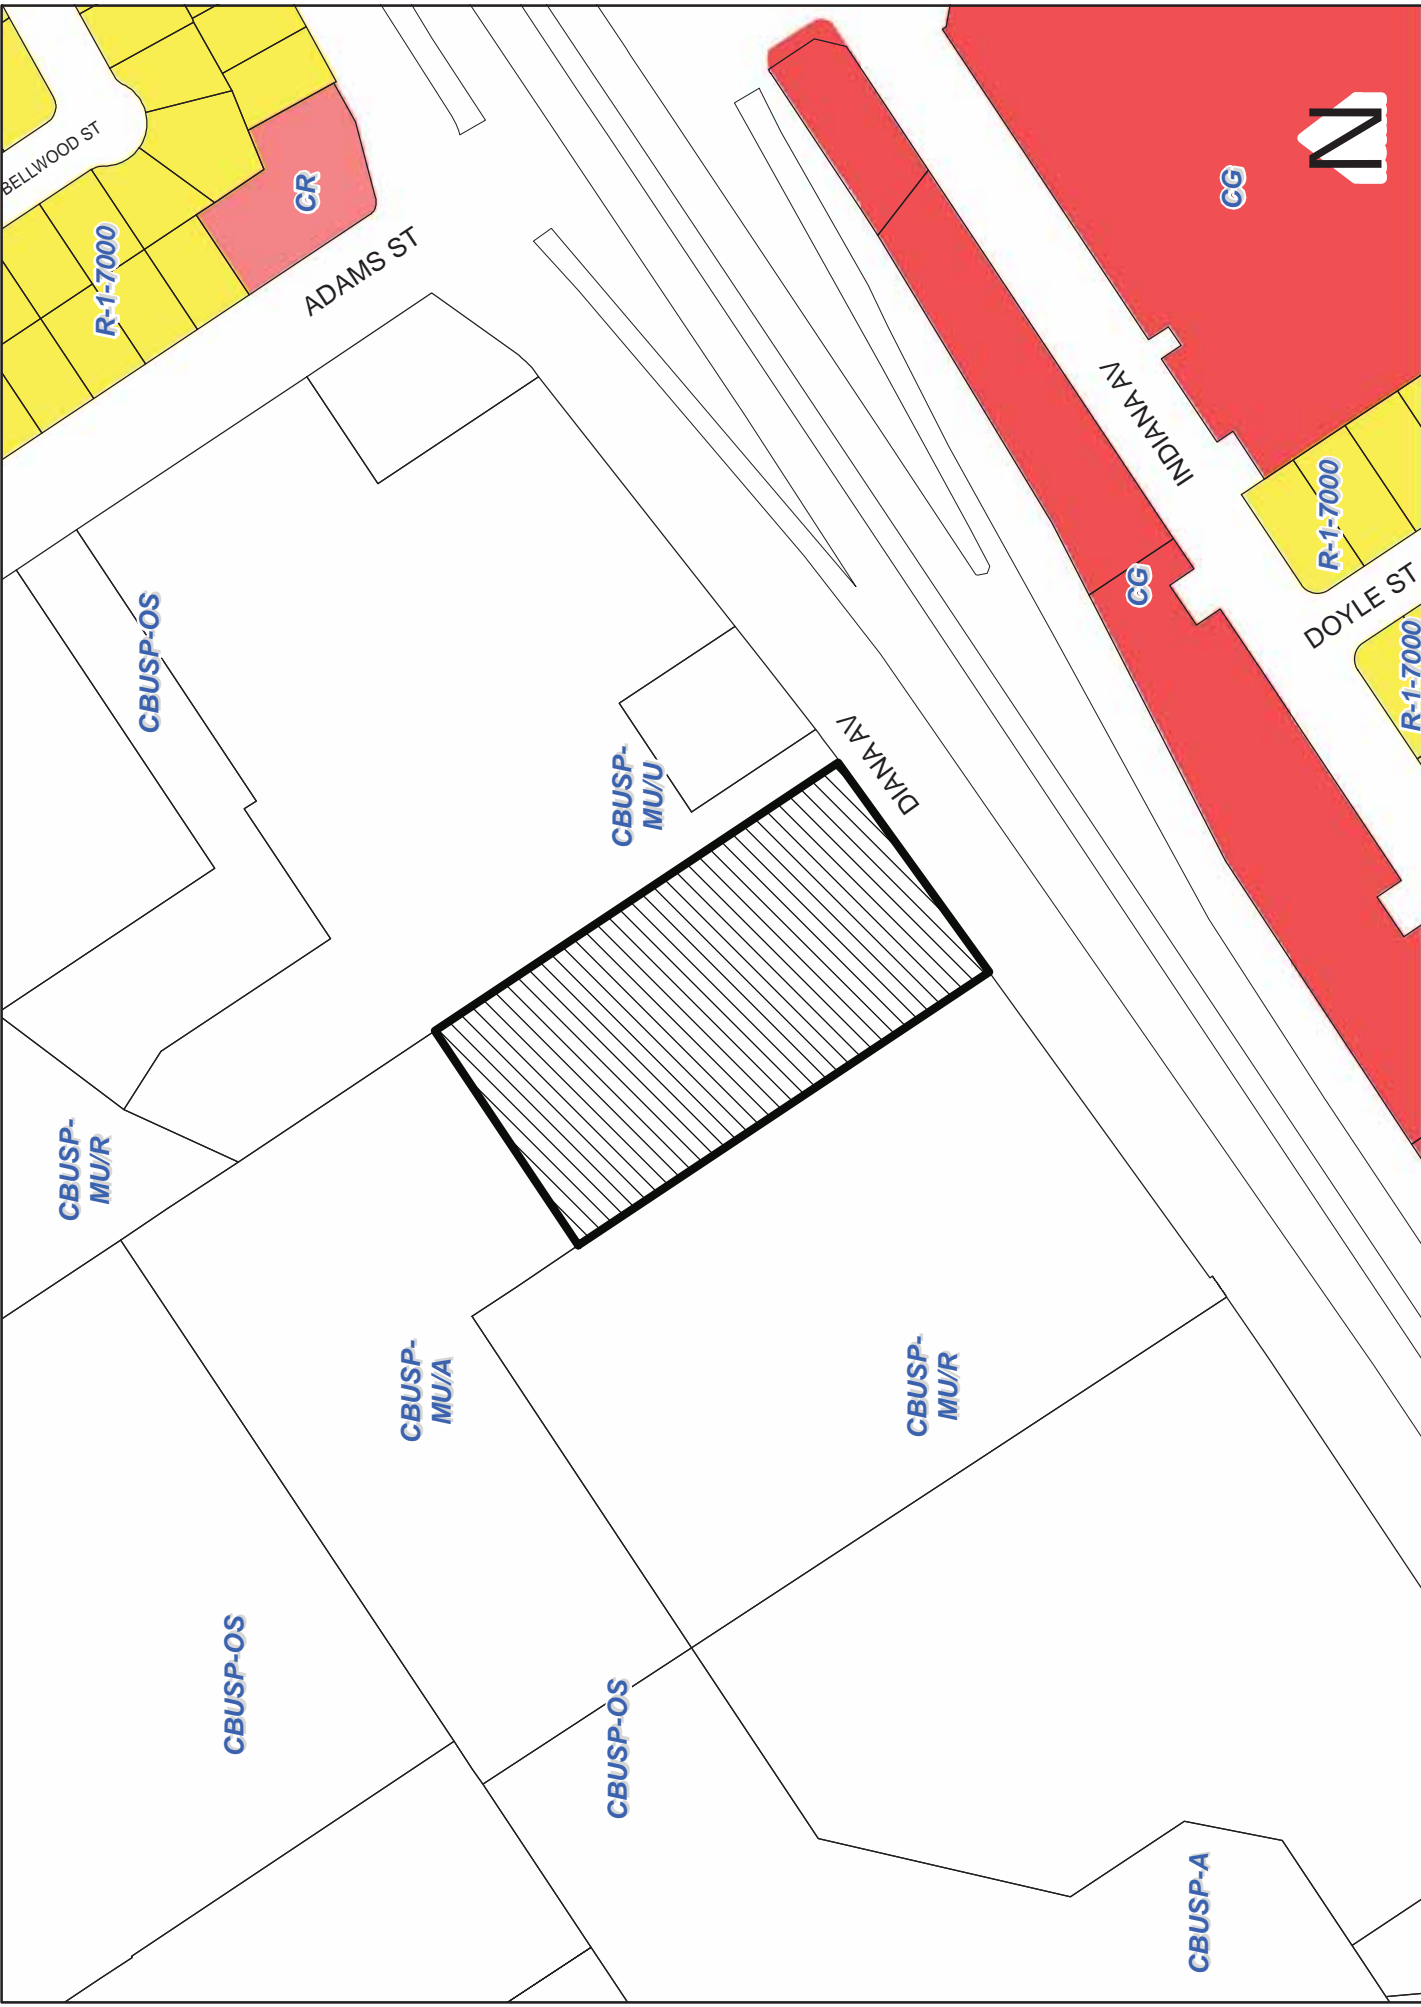 BELLWOOD ST
CR
R-1-7000
ADAMS ST
CG
N
INDIANA AV
R-1-7000
CG
DOYLE ST
R-1-7000
CBUSP-OS
CBUSP-
MU/U
DIANA AV
CBUSP-
MU/R
CBUSP-
MU/A
CBUSP-
MU/R
CBUSP-OS
CBUSP-OS
CBUSP-A